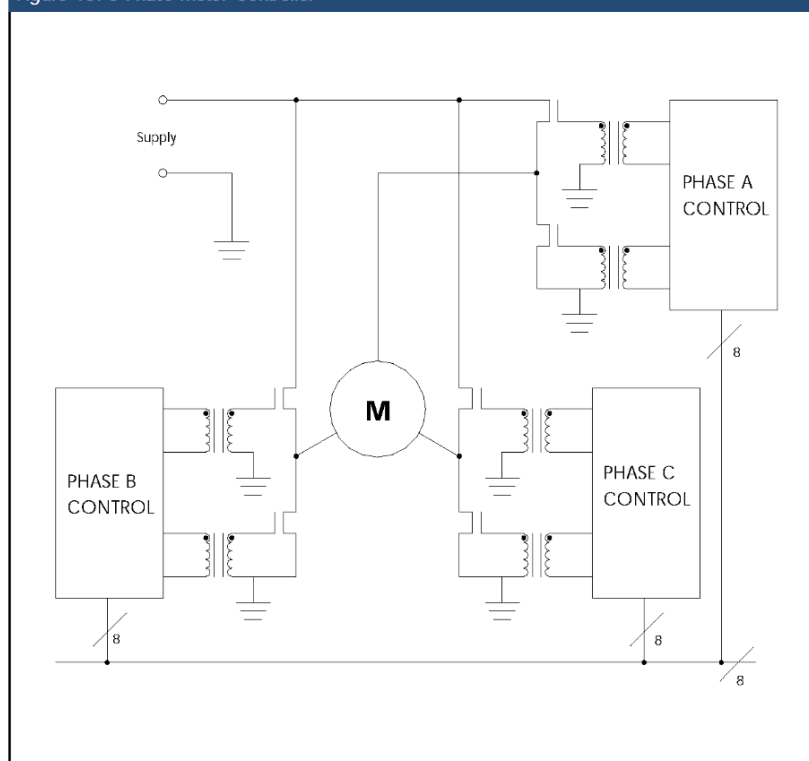 Supply
PHASE A
CONTROL
8
M
PHASE B
CONTROL
PHASE C
CONTROL
8
8
8